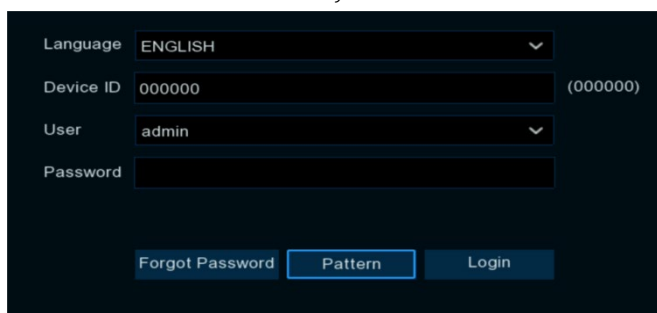 Language ENGLISH
Device ID 000000 (000000)
User admin
Password
Forgot Password Pattern Login